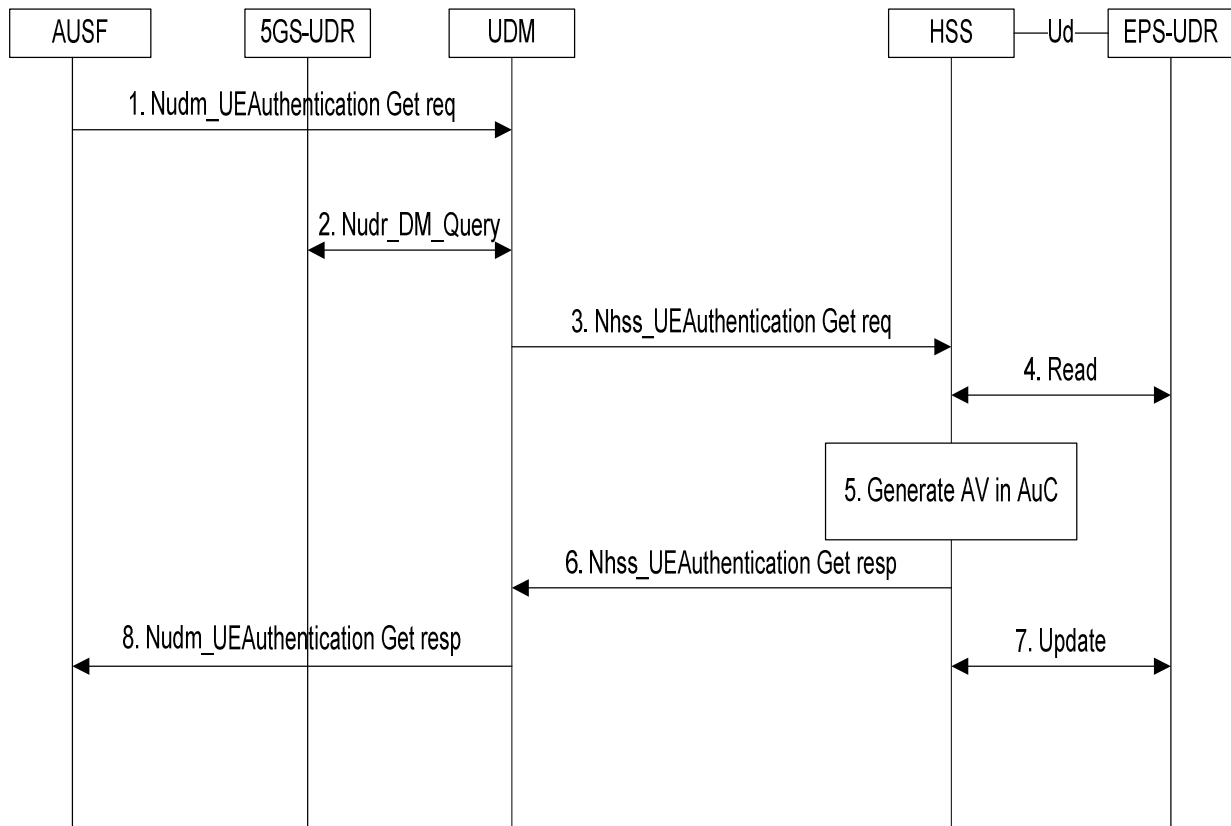 AUSF
5GS-UDR
UDM
HSS
Ud
EPS-UDR
1. Nudm_UEAuthentication Get req
2. Nudr_DM_Query
3. Nhss_UEAuthentication Get req
4. Read
5. Generate AV in AuC
6. Nhss_UEAuthentication Get resp
8. Nudm_UEAuthentication Get resp
7. Update